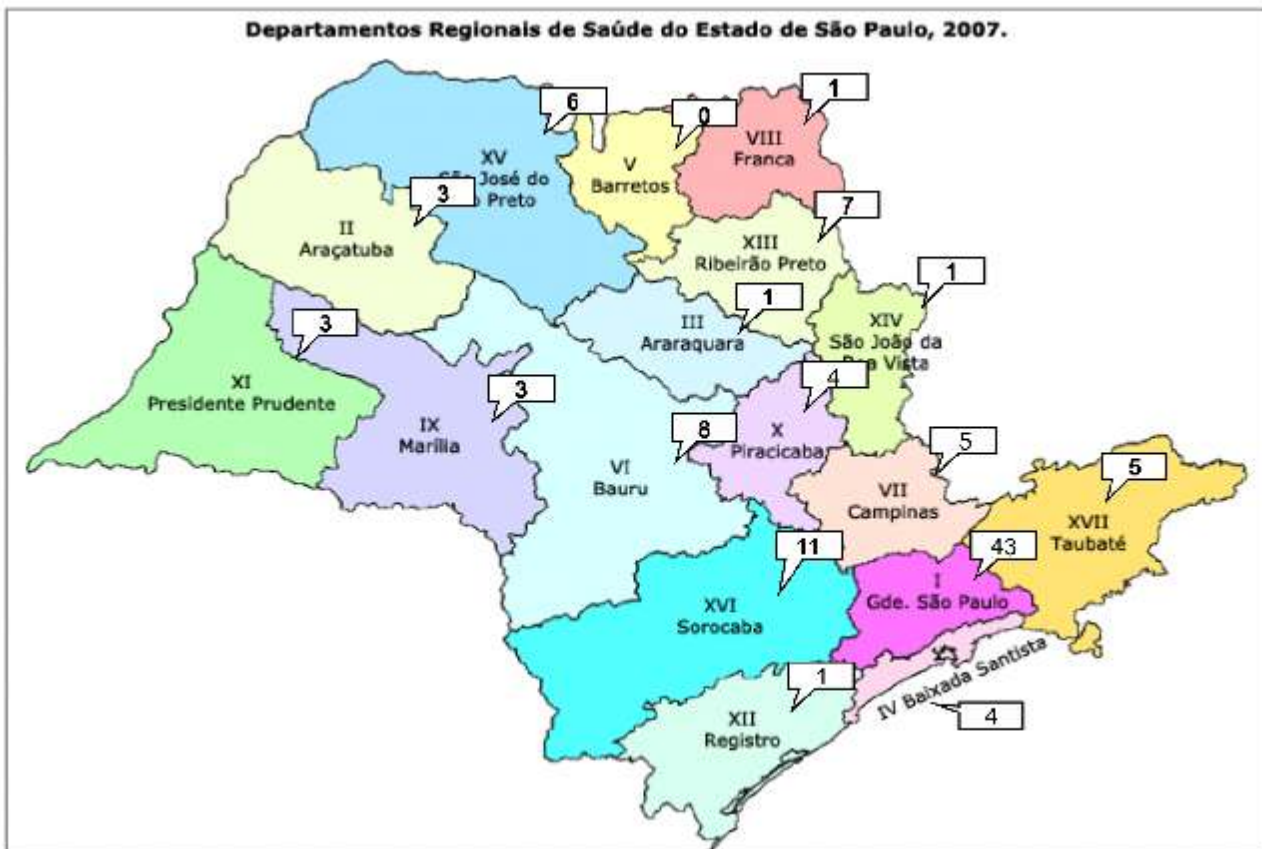 Departamentos Regionais de Saúde do Estado de São Paulo, 2007.
6
0
1
XV
São José do
Preto
V
Barretos
VIII
Franca
3
7
II
Araçatuba
XIII
Ribeirão Preto
1
1
3
III
Araraquara
XIV
São João da
Boa Vista
4
XI
Presidente Prudente
3
IX
Marília
8
X
Piracicaba
5
VI
Bauru
VII
Campinas
5
XVII
Taubaté
11
43
I
Gde. São Paulo
XVI
Sorocaba
1
IV Baixada Santista
4
XII
Registro